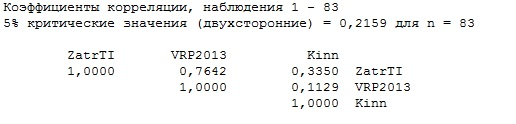 Коэффициенты корреляции, наблюдения 1 - 83
5% критические значения (двухсторонние) = 0,2159 для n = 83
ZatrTI VRP2013 Kinn
1,0000 0,7642 0,3350 ZatrTI
1,0000 0,1129 VRP2013
1,0000 Kinn